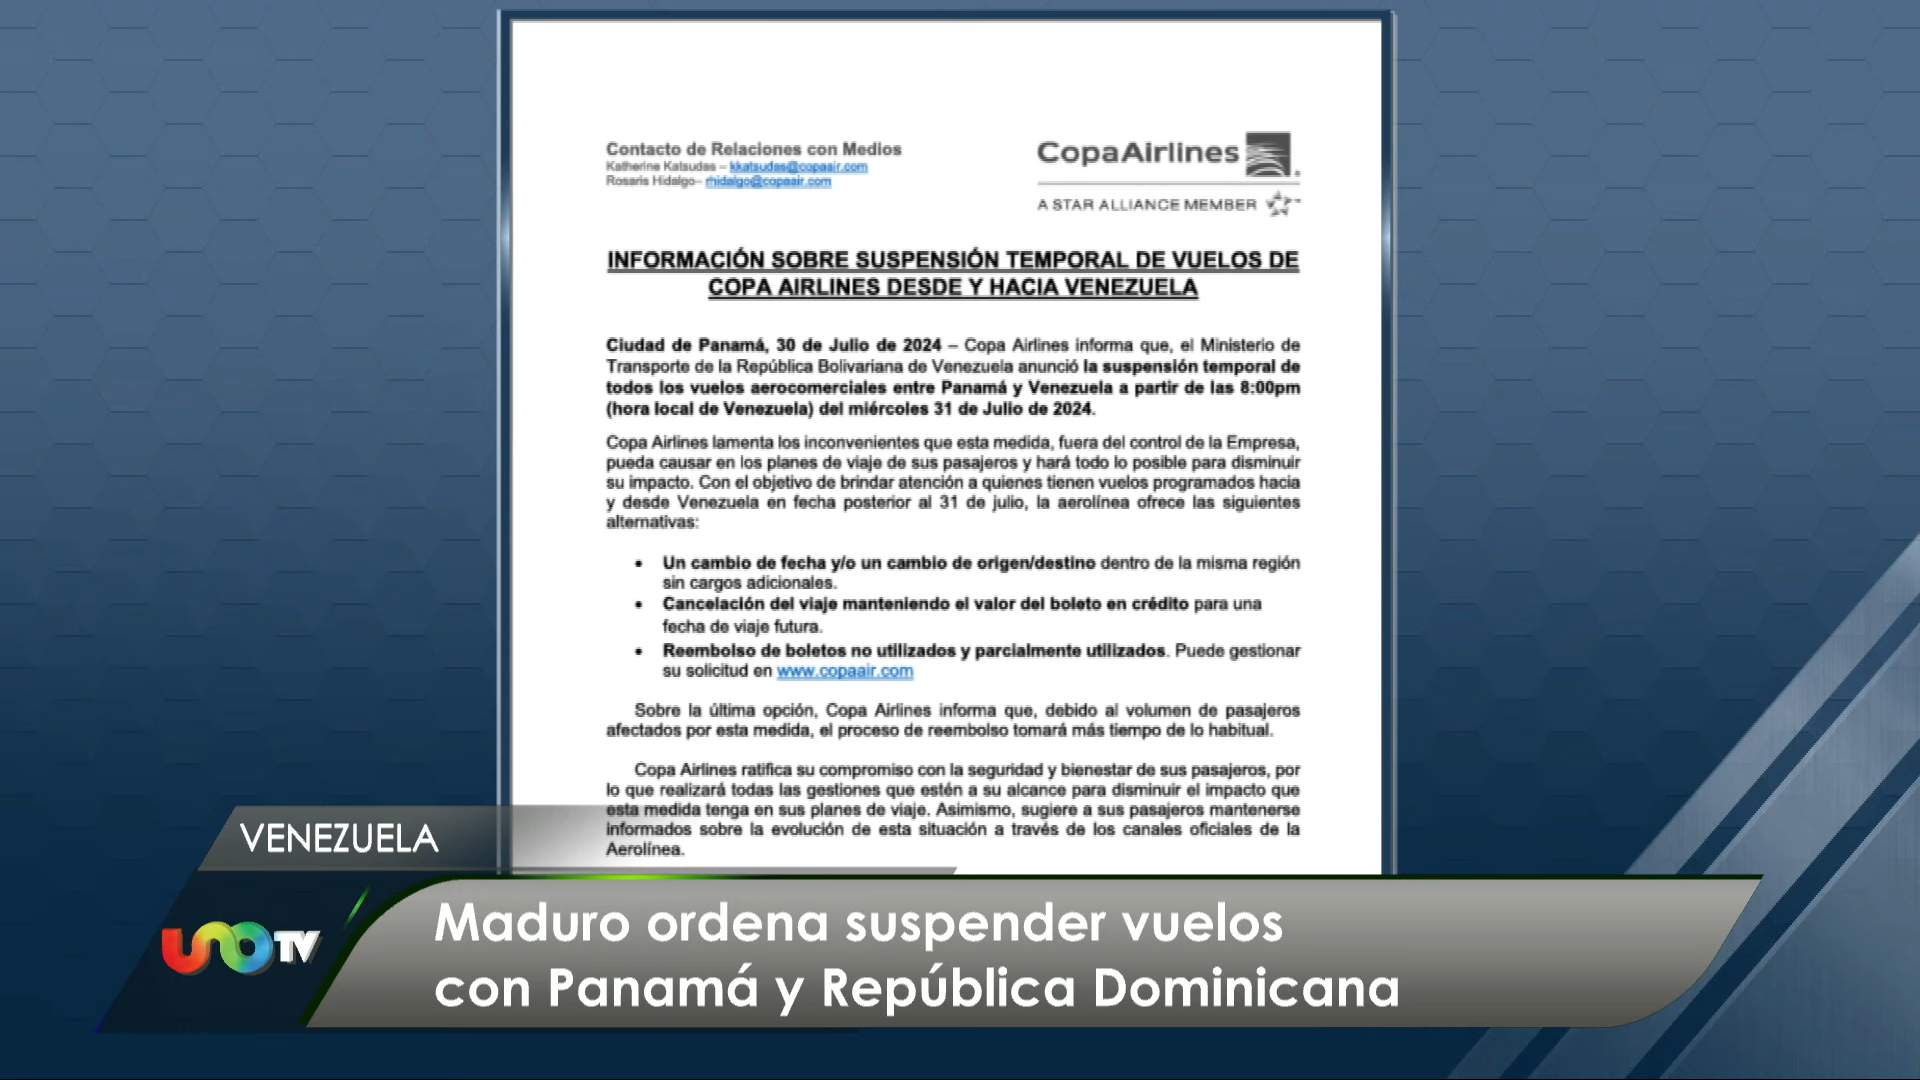 Contacto de Relaciones con Medios
Katherine Katsudas – kkatsudas@copaair.com
Rosaris Hidalgo– rhidalgo@copaair.com
CopaAirlines
A STAR ALLIANCE MEMBER
INFORMACIÓN SOBRE SUSPENSIÓN TEMPORAL DE VUELOS DE
COPA AIRLINES DESDE Y HACIA VENEZUELA
Ciudad de Panamá, 30 de Julio de 2024 – Copa Airlines informa que, el Ministerio de
Transporte de la República Bolivariana de Venezuela anunció la suspensión temporal de
todos los vuelos aerocomerciales entre Panamá y Venezuela a partir de las 8:00pm
(hora local de Venezuela) del miércoles 31 de Julio de 2024.
Copa Airlines lamenta los inconvenientes que esta medida, fuera del control de la Empresa,
pueda causar en los planes de viaje de sus pasajeros y hará todo lo posible para disminuir
su impacto. Con el objetivo de brindar atención a quienes tienen vuelos programados hacia
y desde Venezuela en fecha posterior al 31 de julio, la aerolínea ofrece las siguientes
alternativas:
• Un cambio de fecha y/o un cambio de origen/destino dentro de la misma región
sin cargos adicionales.
• Cancelación del viaje manteniendo el valor del boleto en crédito para una
fecha de viaje futura.
• Reembolso de boletos no utilizados y parcialmente utilizados. Puede gestionar
su solicitud en www.copaair.com
Sobre la última opción, Copa Airlines informa que, debido al volumen de pasajeros
afectados por esta medida, el proceso de reembolso tomará más tiempo de lo habitual.
Copa Airlines ratifica su compromiso con la seguridad y bienestar de sus pasajeros, por
lo que realizará todas las gestiones que estén a su alcance para disminuir el impacto que
esta medida tenga en sus planes de viaje. Asimismo, sugiere a sus pasajeros mantenerse
informados sobre la evolución de esta situación a través de los canales oficiales de la
Aerolínea.
VENEZUELA
UNO TV
Maduro ordena suspender vuelos
con Panamá y República Dominicana